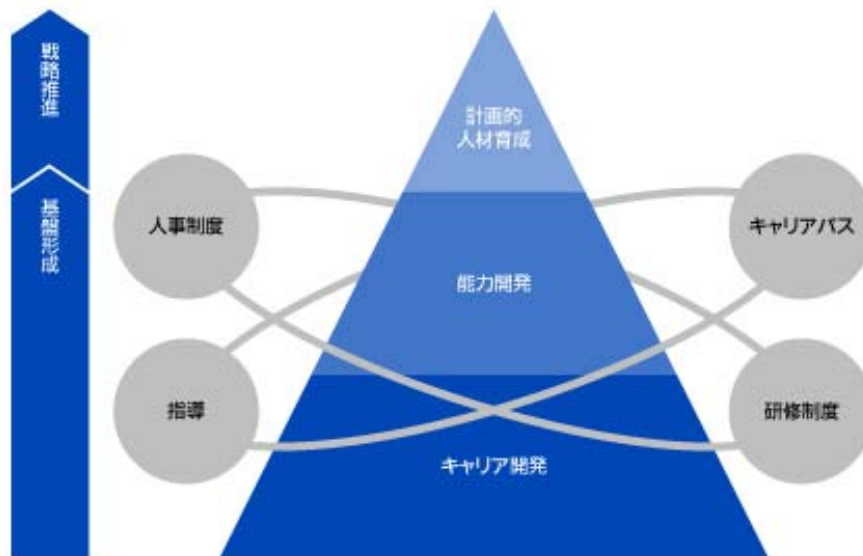 戦略推進
基盤形成
計画的
人材育成
人事制度
キャリアパス
能力開発
指導
研修制度
キャリア開発